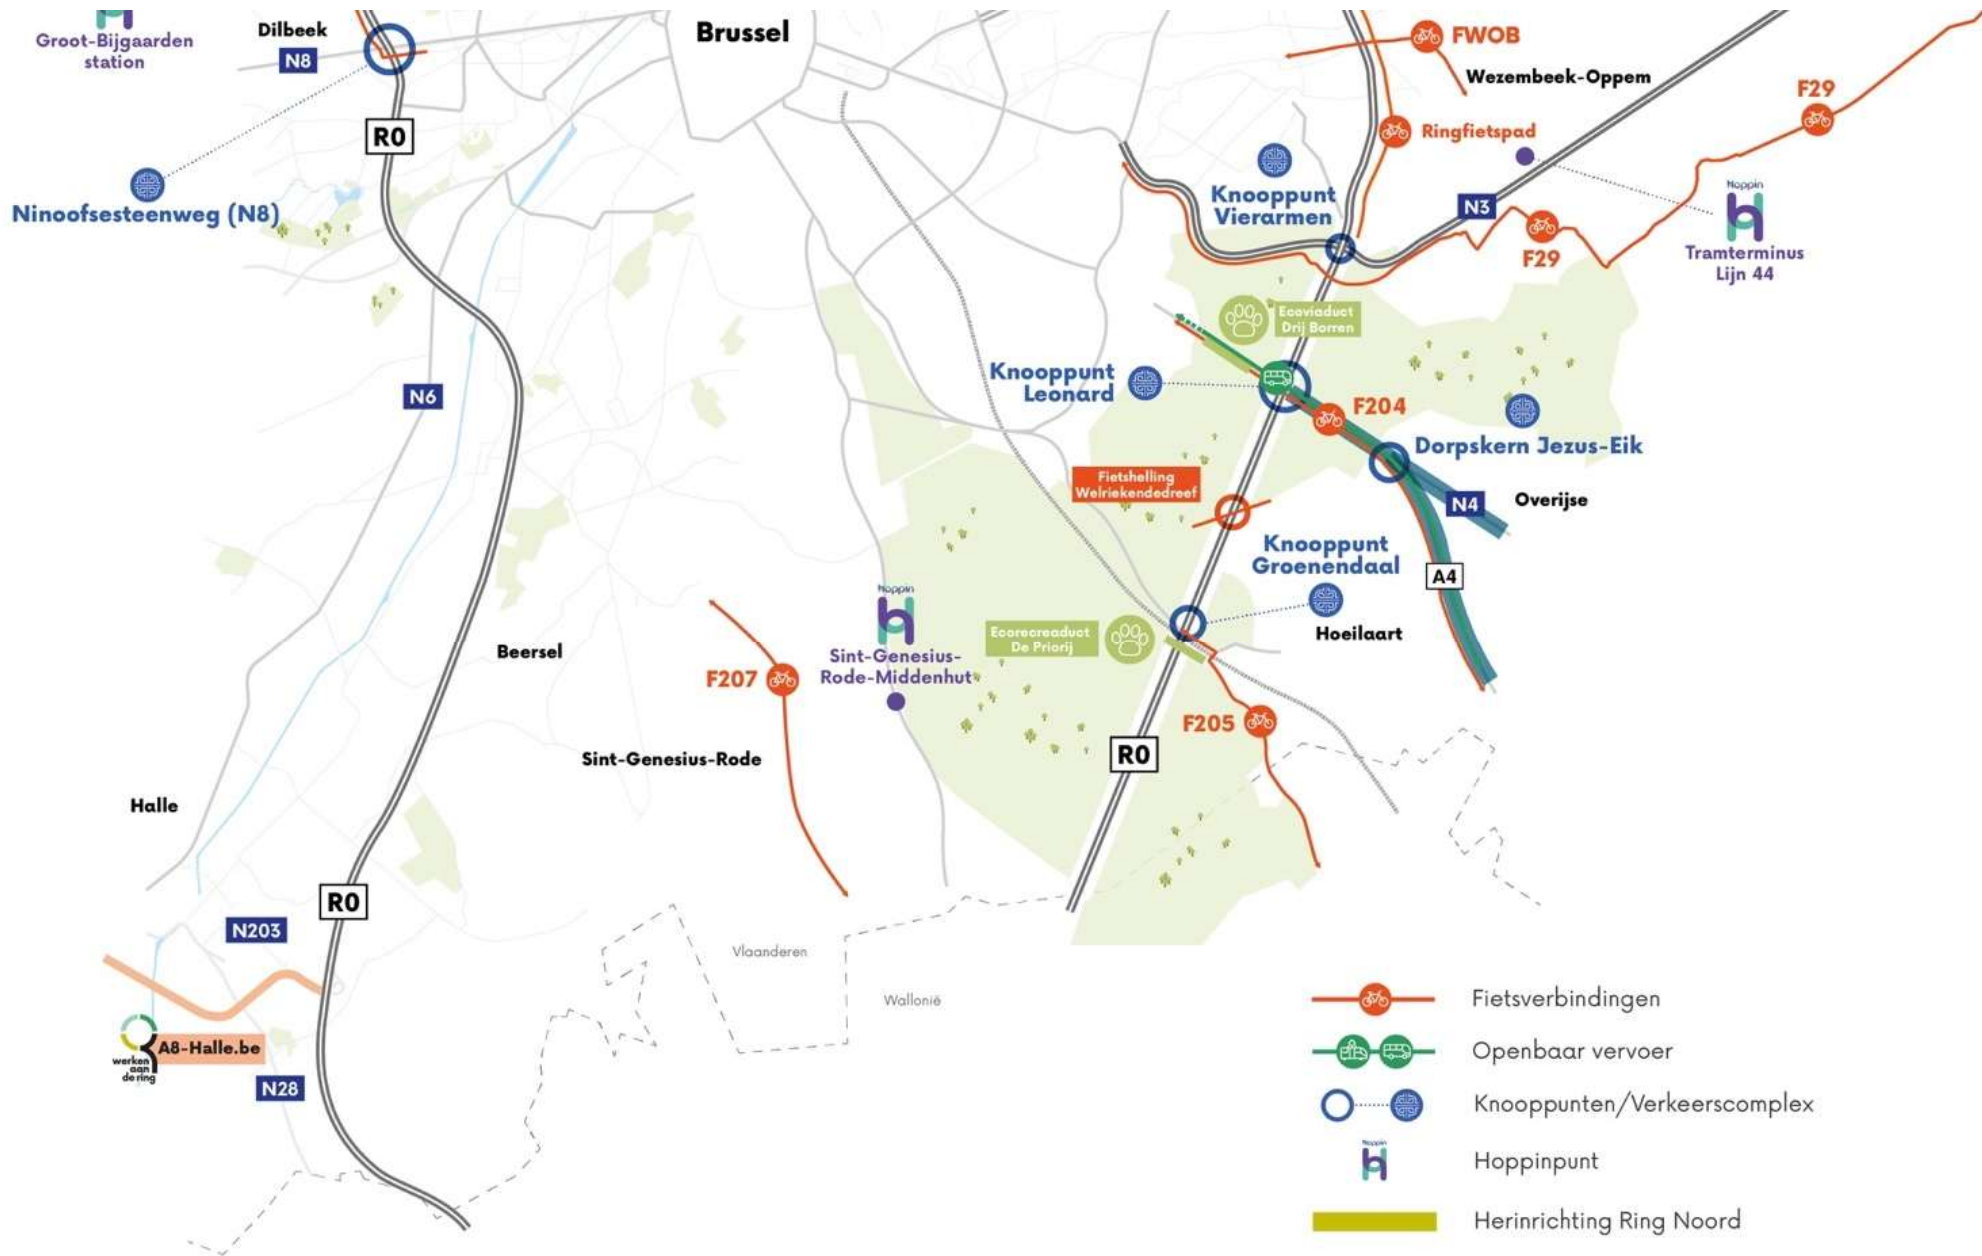 Groot-Bijgaarden
station
Dilbeek
N8
Brussel
FWOB
Wezembeek-Oppem
F29
R0
Ringfietspad
Knooppunt
Vierarmen
Ninoofsesteenweg (N8)
N3
Hoppin
F29
Tramterminus
Lijn 44
Ecoviaduct
Drij Borren
Knooppunt
Leonard
N6
F204
Dorpskern Jezus-Eik
Fietshelling
Welriekendedreef
N4
Overijse
Knooppunt
Groenendaal
A4
Hoppin
Ecorecreaduct
De Priorij
Hoeilaart
Beersel
Sint-Genesius-
Rode-Middenhut
F207
F205
Sint-Genesius-Rode
R0
Halle
R0
N203
Vlaanderen
Wallonië
Fietsverbindingen
A8-Halle.be
werken
aan
de ring
Openbaar vervoer
N28
Knooppunten/Verkeerscomplex
Hoppin
Hoppinpunt
Herinrichting Ring Noord